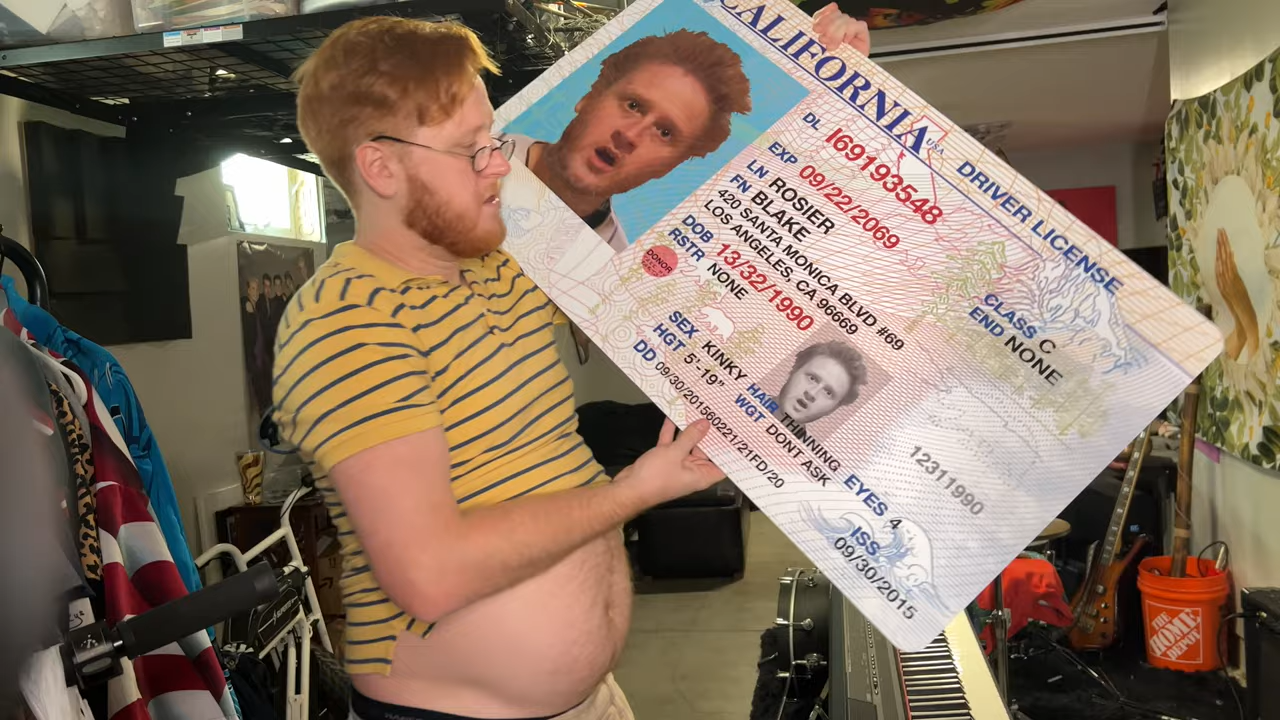 CALIFORNIA USA DRIVER LICENSE
DL I69193548
EXP 09/22/2069
LN ROSIER
FN BLAKE
420 SANTA MONICA BLVD #69
LOS ANGELES, CA 96669
DOB 13/32/1990
RSTR NONE
DONOR
CLASS C
END NONE
SEX KINKY HAIR THINNING EYES 4
HGT 5'-19" WGT DONT ASK
DD 09/30/201560221/21FD/20
ISS
09/30/2015
12311990
THE
HOME
DEPOT